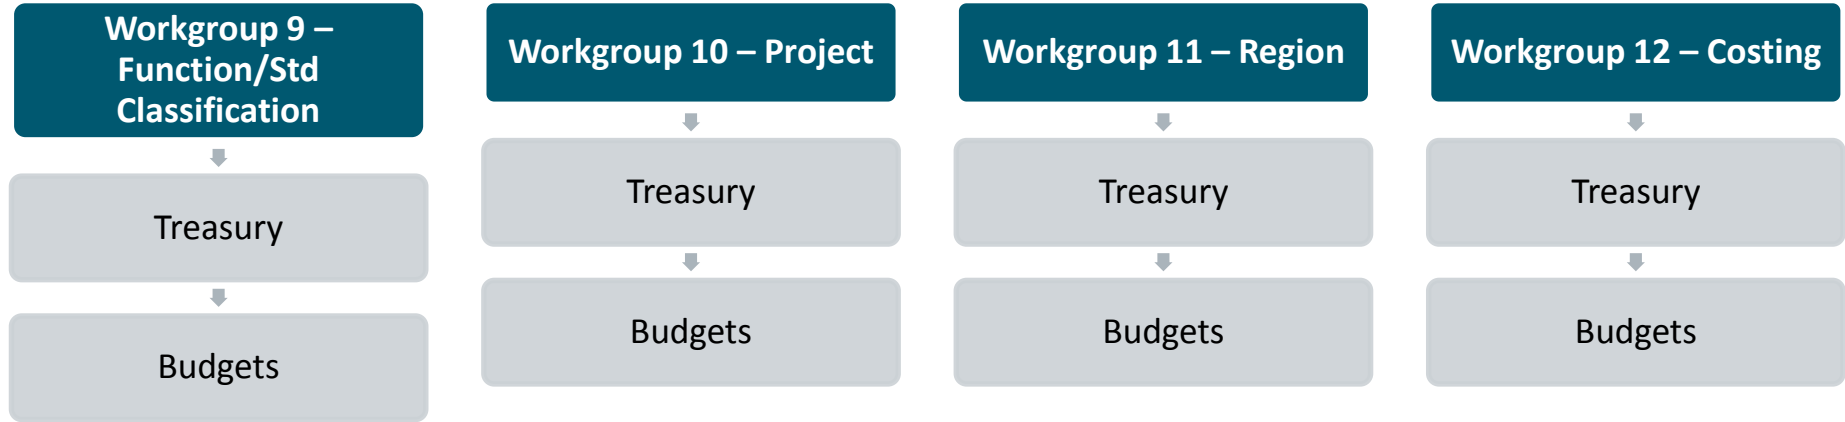 Workgroup 9 –
Function/Std
Classification
Treasury
Budgets
Workgroup 10 – Project
Treasury
Budgets
Workgroup 11 – Region
Treasury
Budgets
Workgroup 12 – Costing
Treasury
Budgets